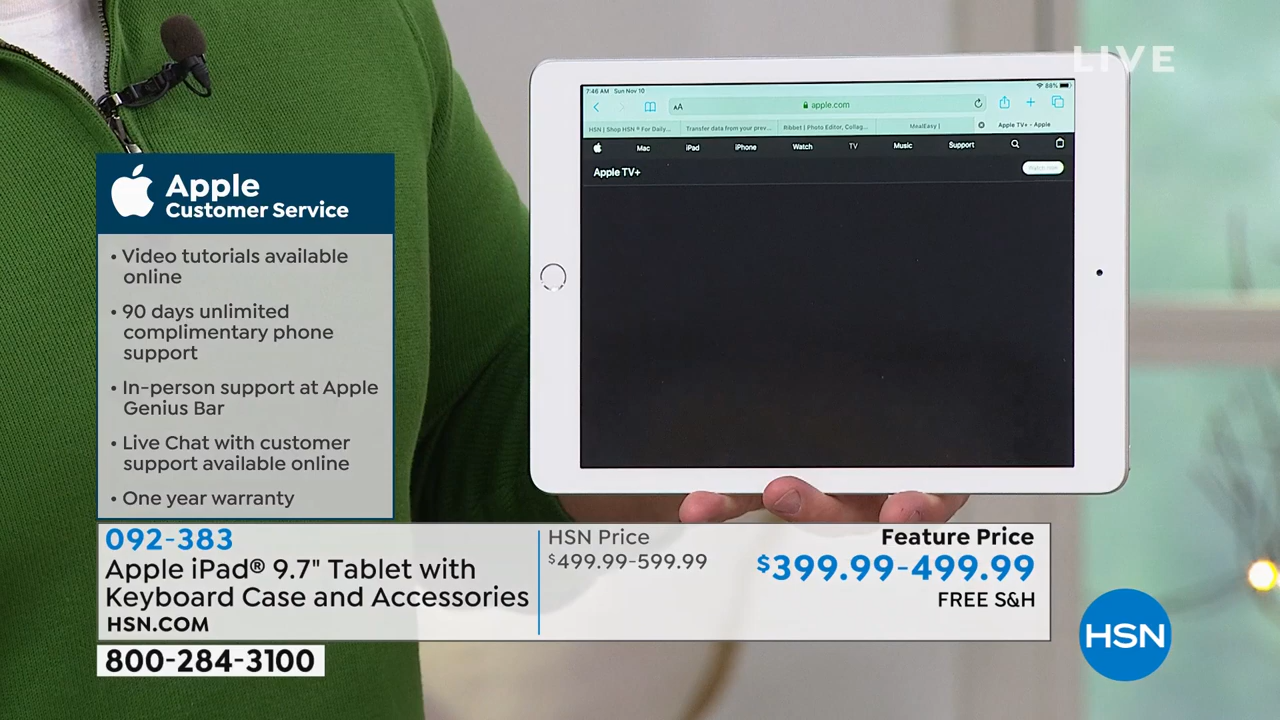 LIVE
7:46 AM Sun Nov 10
88%
AA
apple.com
HSN | Shop HSN ® For Daily...
Transfer data from your prev...
Ribbet | Photo Editor, Collag...
MealEasy |
Apple TV+ - Apple
Mac
iPad
iPhone
Watch
TV
Music
Support
Apple TV+
Apple
Customer Service
• Video tutorials available
online
• 90 days unlimited
complimentary phone
support
• In-person support at Apple
Genius Bar
• Live Chat with customer
support available online
• One year warranty
092-383
Apple iPad® 9.7" Tablet with
Keyboard Case and Accessories
HSN.COM
HSN Price
$499.99-599.99
Feature Price
$399.99-499.99
FREE S&H
800-284-3100
HSN